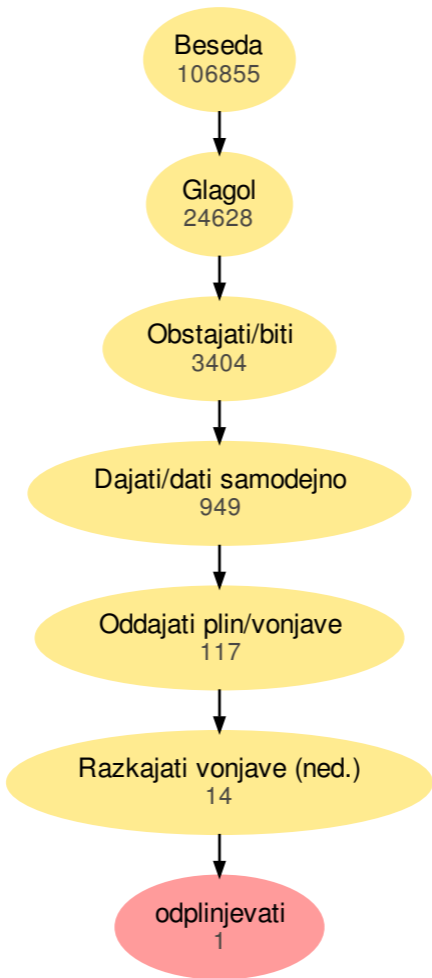 Beseda
106855
Glagol
24628
Obstajati/biti
3404
Dajati/dati samodejno
949
Oddajati plin/vonjave
117
Razkajati vonjave (ned.)
14
odplinjevati
1